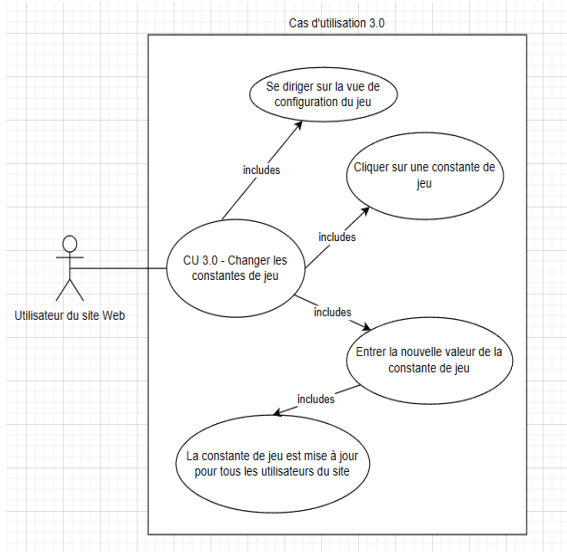 Cas d'utilisation 3.0
Se diriger sur la vue de
configuration du jeu
includes
Cliquer sur une constante de
jeu
includes
CU 3.0 - Changer les
constantes de jeu
Utilisateur du site Web
includes
Entrer la nouvelle valeur de la
constante de jeu
includes
La constante de jeu est mise à jour
pour tous les utilisateurs du site